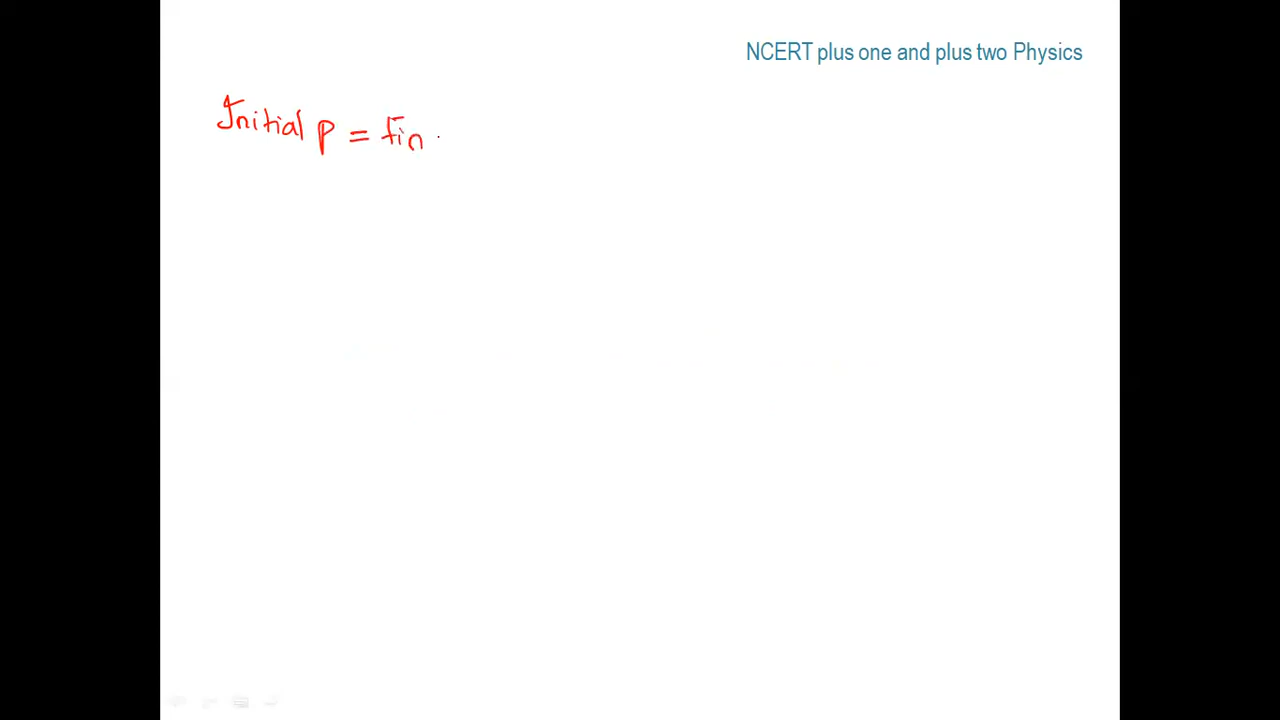 NCERT plus one and plus two Physics
Initial p = fin